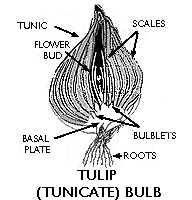 TUNIC
SCALES
FLOWER
BUD
BASAL
PLATE
BULBLETS
ROOTS
TULIP
(TUNICATE) BULB